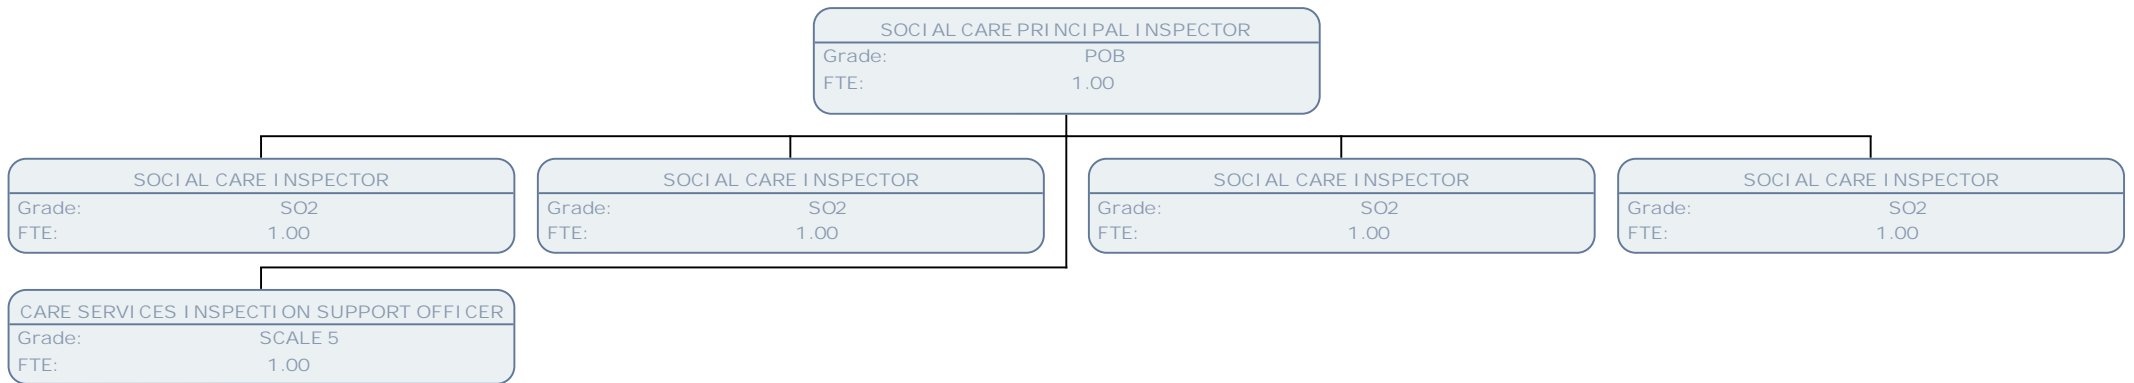 SOCIAL CARE PRINCIPAL INSPECTOR
Grade: POB
FTE: 1.00
SOCIAL CARE INSPECTOR
Grade: SO2
FTE: 1.00
SOCIAL CARE INSPECTOR
Grade: SO2
FTE: 1.00
SOCIAL CARE INSPECTOR
Grade: SO2
FTE: 1.00
SOCIAL CARE INSPECTOR
Grade: SO2
FTE: 1.00
CARE SERVICES INSPECTION SUPPORT OFFICER
Grade: SCALE 5
FTE: 1.00